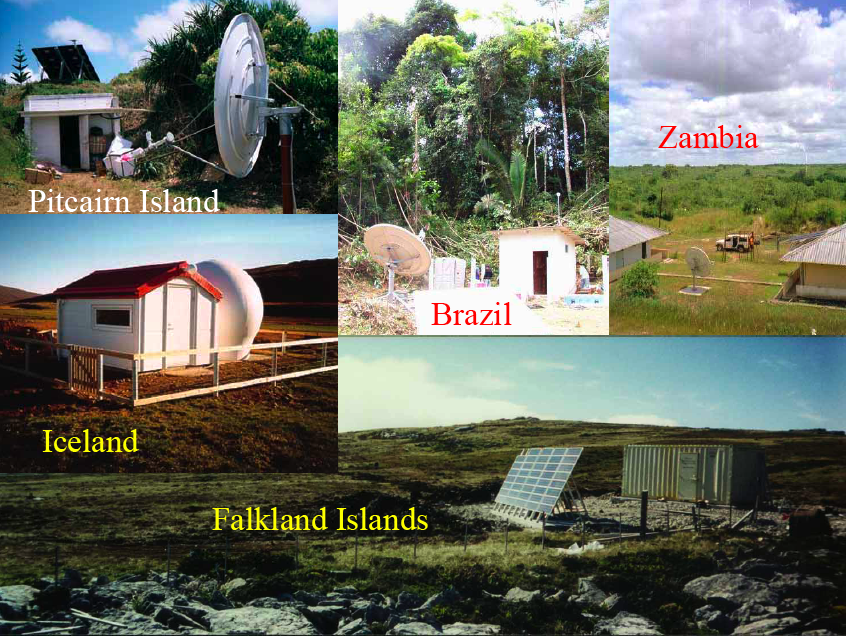 Pitcairn Island
Brazil
Zambia
Iceland
Falkland Islands